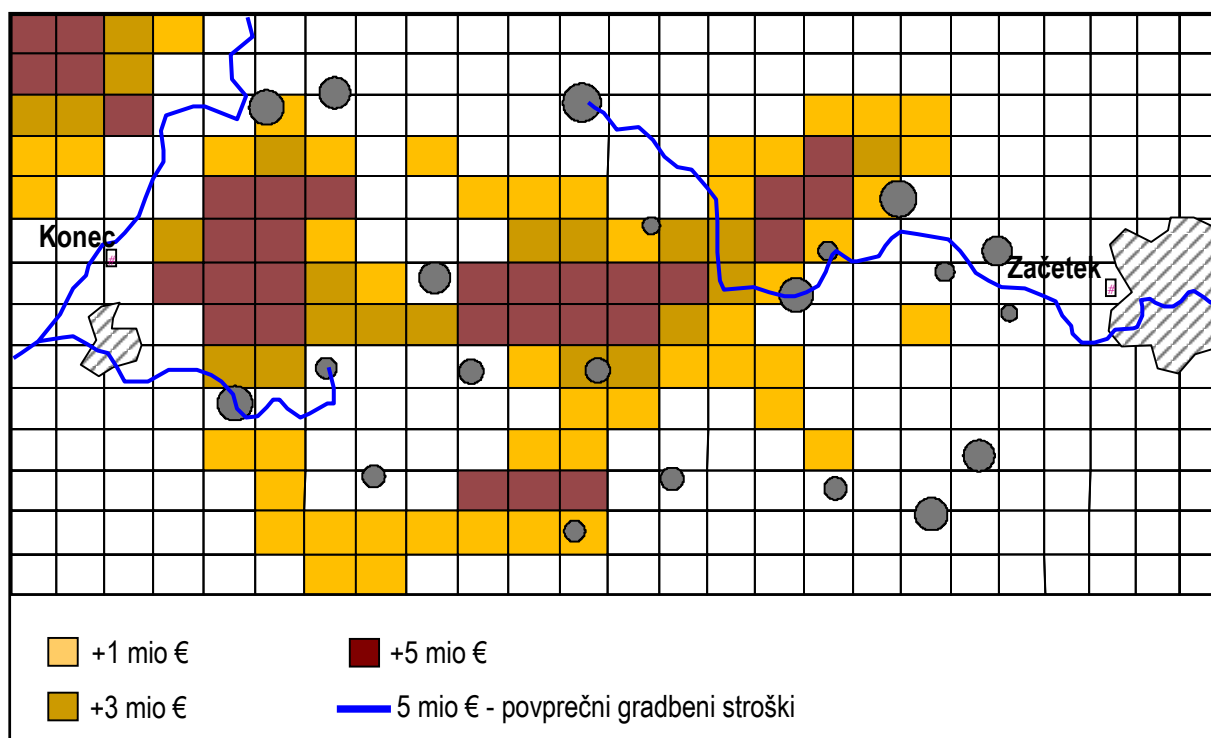 Konec
#
Začetek
#
+1 mio €
+5 mio €
+3 mio €
5 mio € - povprečni gradbeni stroški